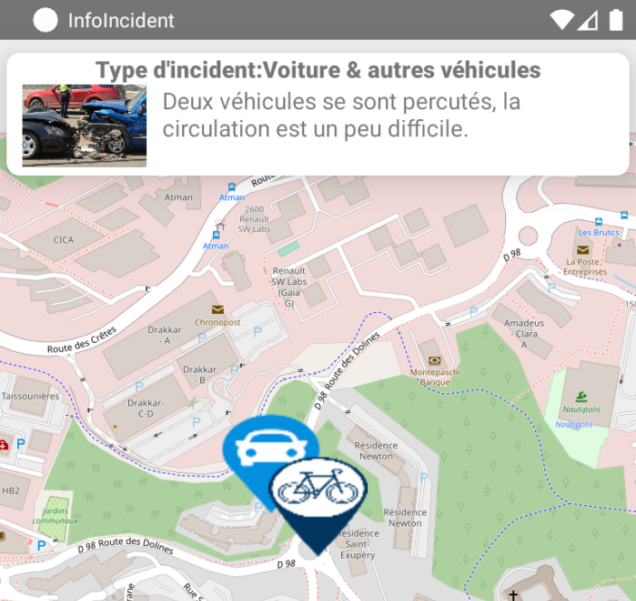 InfoIncident
Type d'incident:Voiture & autres véhicules
Deux véhicules se sont percutés, la
circulation est un peu difficile.
Atman
Atman
2600
Renault
SW Labs
Atman
CICA
Les Bruscs
D 98
La Poste
Entreprises
Renault
SW Labs
(Gaia
G)
Chronopost
Route des Crêtes
Drakkar
- A
Amadeus
- Clara
A
Drakkar
- B
D 98 Route des Dolines
Montepaschi
Banque
Taissounières
Drakkar-
C-D
P
Nautipolis
Nautipolis
Résidence
Newton
HB2
jardins
communaux
Résidence
Newton
Résidence
Saint-
Exupéry
D 98 Route des Dolines
D 98